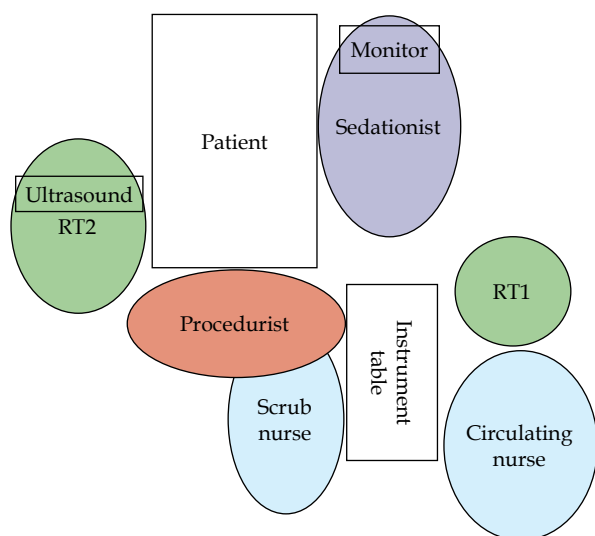 Monitor
Patient
Sedationist
Ultrasound
RT2
RT1
Procedurist
Instrument
table
Scrub
nurse
Circulating
nurse